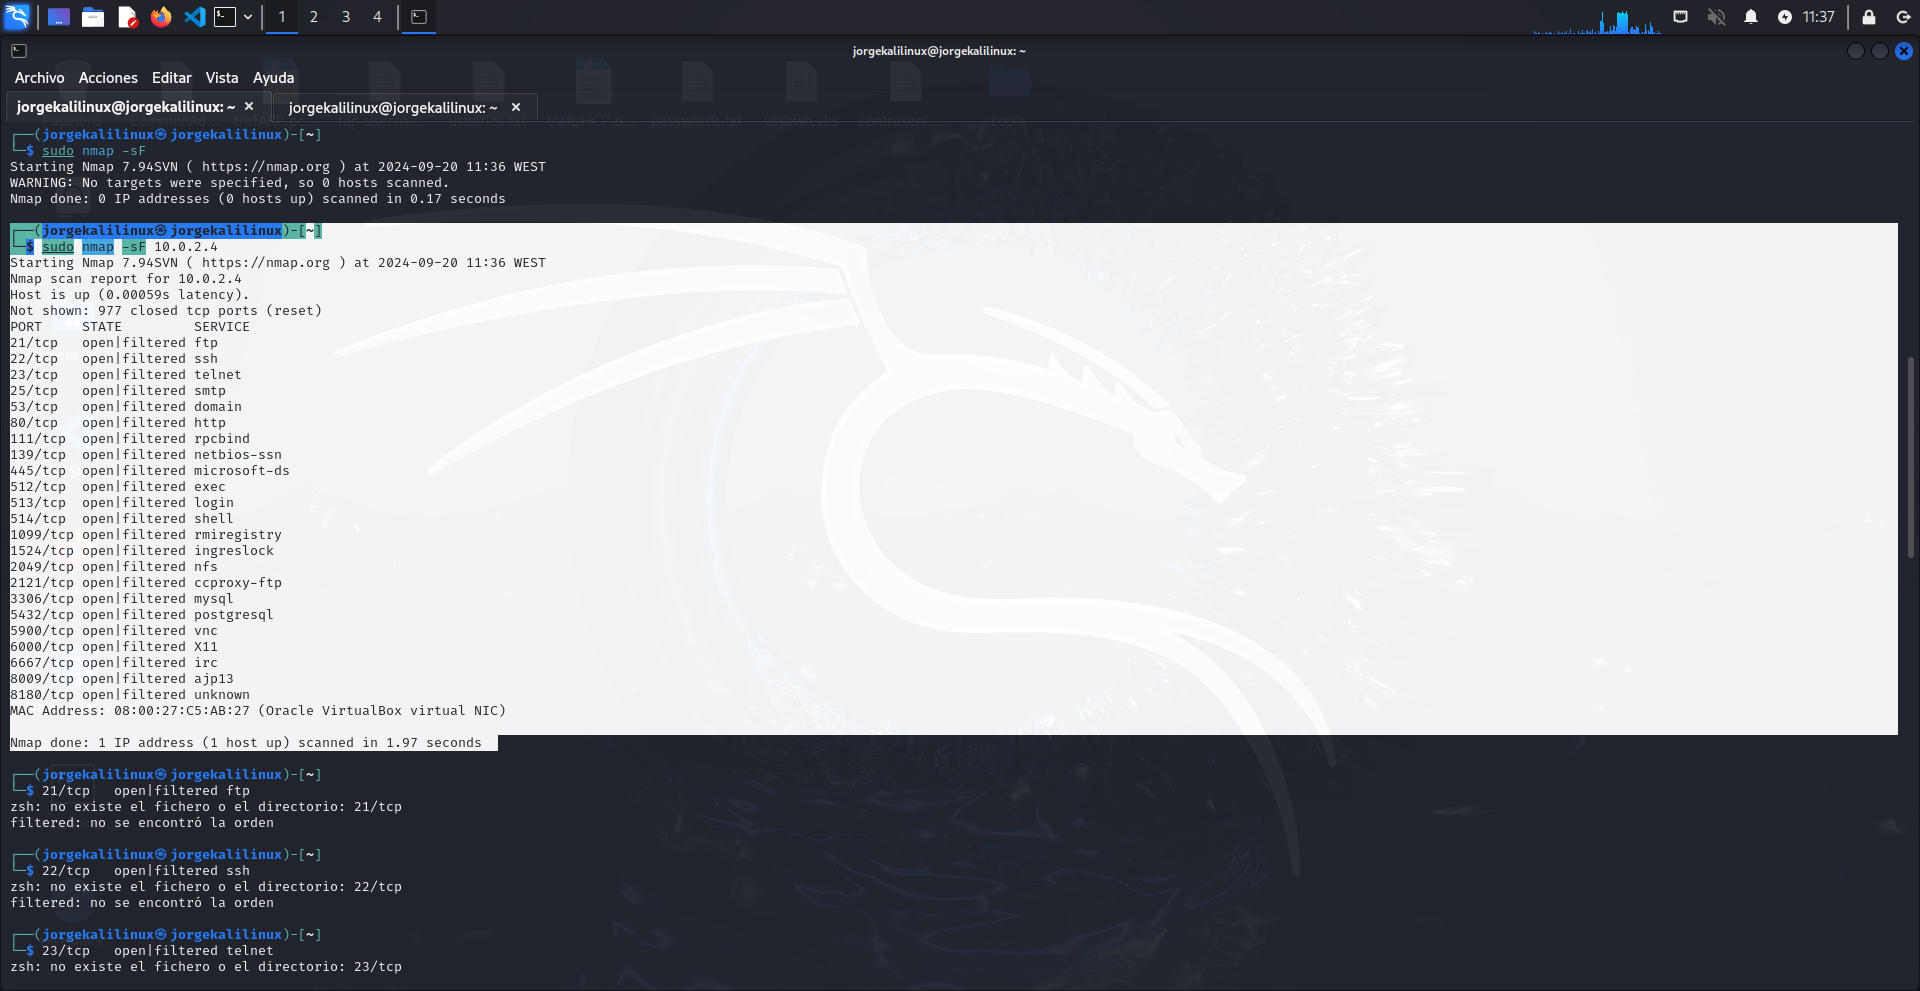 1 2 3 4 11:37
jorgekalilinux@jorgekalilinux: ~
Archivo Acciones Editar Vista Ayuda
jorgekalilinux@jorgekalilinux: ~ × jorgekalilinux@jorgekalilinux: ~ ×
┌──(jorgekalilinux㉿jorgekalilinux)-[~]
└─$ sudo nmap -sF
Starting Nmap 7.94SVN ( https://nmap.org ) at 2024-09-20 11:36 WEST
WARNING: No targets were specified, so 0 hosts scanned.
Nmap done: 0 IP addresses (0 hosts up) scanned in 0.17 seconds
┌──(jorgekalilinux㉿jorgekalilinux)-[~]
└─$ sudo nmap -sF 10.0.2.4
Starting Nmap 7.94SVN ( https://nmap.org ) at 2024-09-20 11:36 WEST
Nmap scan report for 10.0.2.4
Host is up (0.00059s latency).
Not shown: 977 closed tcp ports (reset)
PORT     STATE         SERVICE
21/tcp   open|filtered ftp
22/tcp   open|filtered ssh
23/tcp   open|filtered telnet
25/tcp   open|filtered smtp
53/tcp   open|filtered domain
80/tcp   open|filtered http
111/tcp  open|filtered rpcbind
139/tcp  open|filtered netbios-ssn
445/tcp  open|filtered microsoft-ds
512/tcp  open|filtered exec
513/tcp  open|filtered login
514/tcp  open|filtered shell
1099/tcp open|filtered rmiregistry
1524/tcp open|filtered ingreslock
2049/tcp open|filtered nfs
2121/tcp open|filtered ccproxy-ftp
3306/tcp open|filtered mysql
5432/tcp open|filtered postgresql
5900/tcp open|filtered vnc
6000/tcp open|filtered X11
6667/tcp open|filtered irc
8009/tcp open|filtered ajp13
8180/tcp open|filtered unknown
MAC Address: 08:00:27:C5:AB:27 (Oracle VirtualBox virtual NIC)
Nmap done: 1 IP address (1 host up) scanned in 1.97 seconds
┌──(jorgekalilinux㉿jorgekalilinux)-[~]
└─$ 21/tcp   open|filtered ftp
zsh: no existe el fichero o el directorio: 21/tcp
filtered: no se encontró la orden
┌──(jorgekalilinux㉿jorgekalilinux)-[~]
└─$ 22/tcp   open|filtered ssh
zsh: no existe el fichero o el directorio: 22/tcp
filtered: no se encontró la orden
┌──(jorgekalilinux㉿jorgekalilinux)-[~]
└─$ 23/tcp   open|filtered telnet
zsh: no existe el fichero o el directorio: 23/tcp